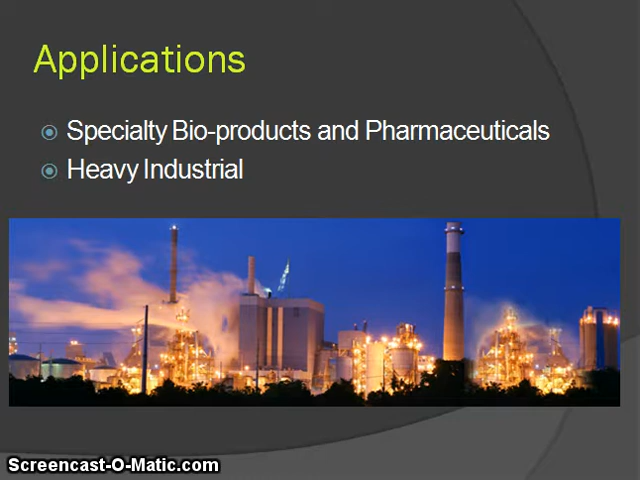 Applications
Specialty Bio-products and Pharmaceuticals
Heavy Industrial
Screencast-O-Matic.com